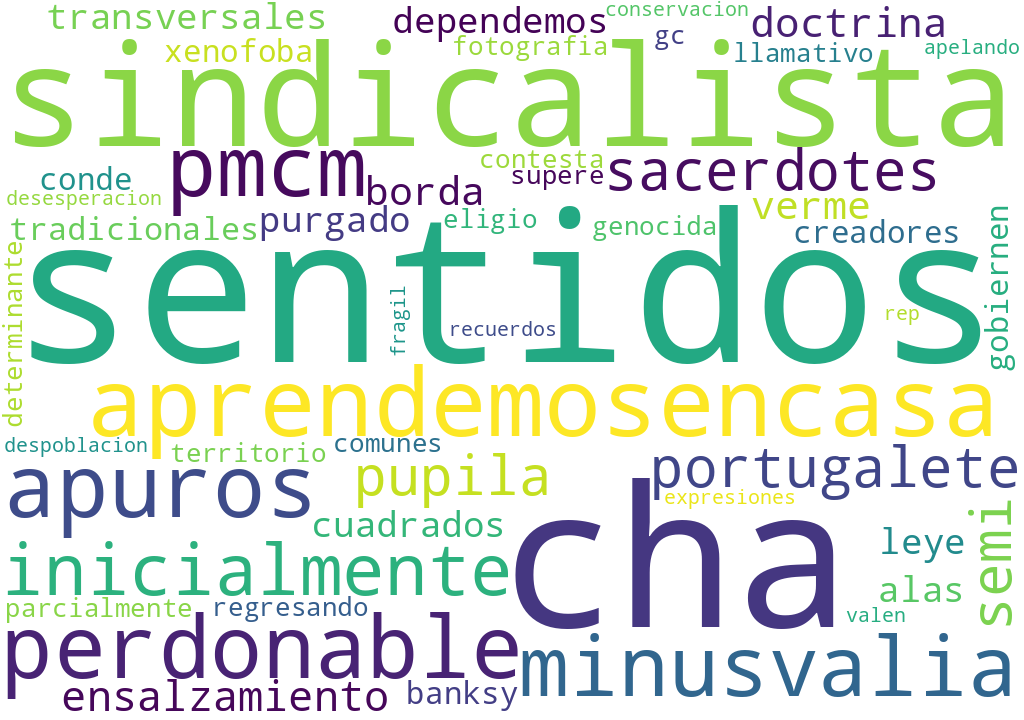 transversales
dependemos
conservacion
doctrina
xenofoba
fotografia
gc
llamativo
apelando
sindicalista
conde
pmcm
contesta
supere
sacerdotes
borda
desesperacion
verme
tradicionales
purgado
eligio
genocida
creadores
gobiernen
determinante
sentidos
fragil
recuerdos
rep
aprendemosencasa
despoblacion
territorio
comunes
apuros
pupila
portugalete
expresiones
cuadrados
cha
semi
leye
inicialmente
alas
parcialmente
regresando
valen
perdonable
minusvalia
ensalzamiento
banksy